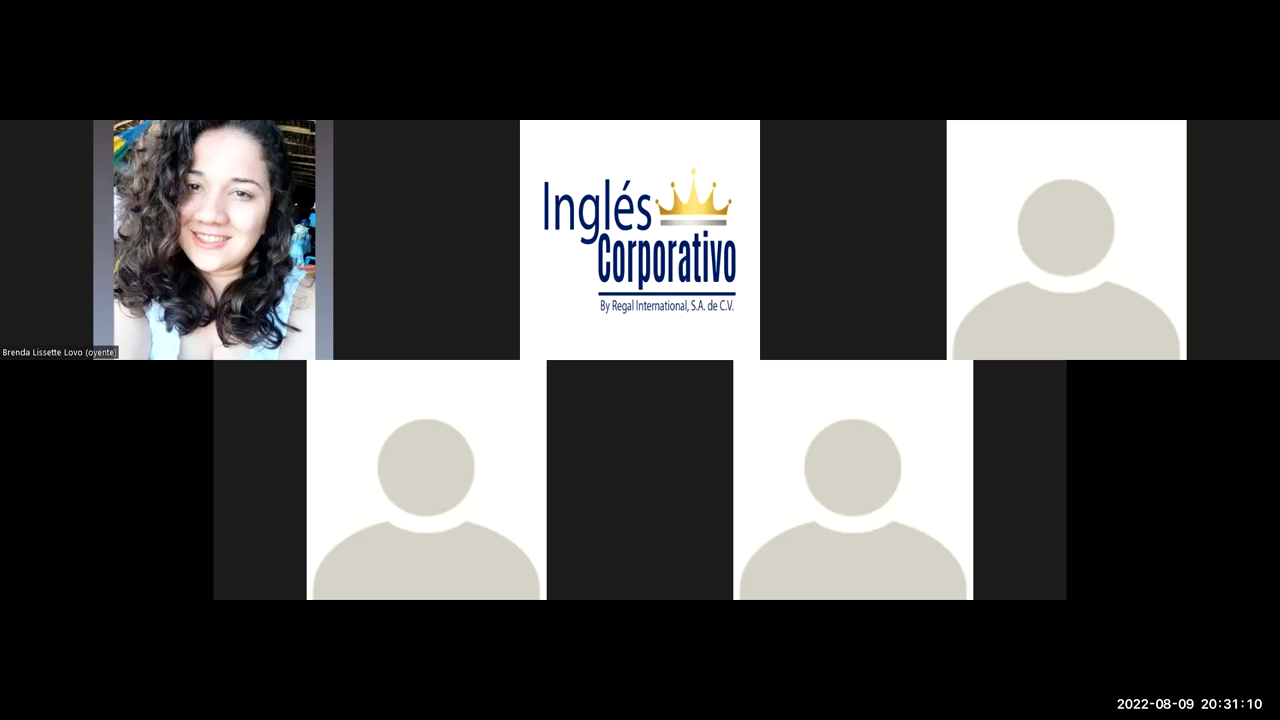 Brenda Lissette Lovo (oyente)
Inglés
Corporativo
By Regal International, S.A. de C.V.
2022-08-09 20:31:10